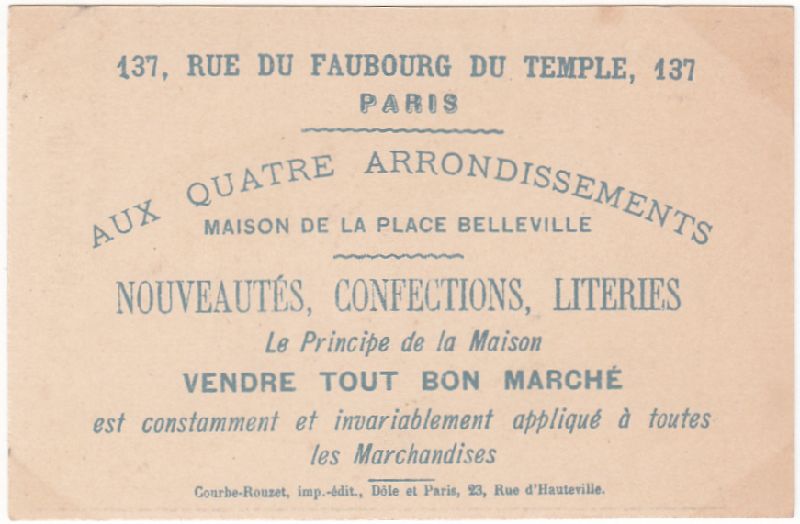 137, RUE DU FAUBOURG DU TEMPLE, 137
PARIS
AUX QUATRE ARRONDISSEMENTS
MAISON DE LA PLACE BELLEVILLE
NOUVEAUTÉS, CONFECTIONS, LITERIES
Le Principe de la Maison
VENDRE TOUT BON MARCHÉ
est constamment et invariablement appliqué à toutes
les Marchandises
Courbe-Rouzet, imp.-édit., Dôle et Paris, 23, Rue d'Hauteville.